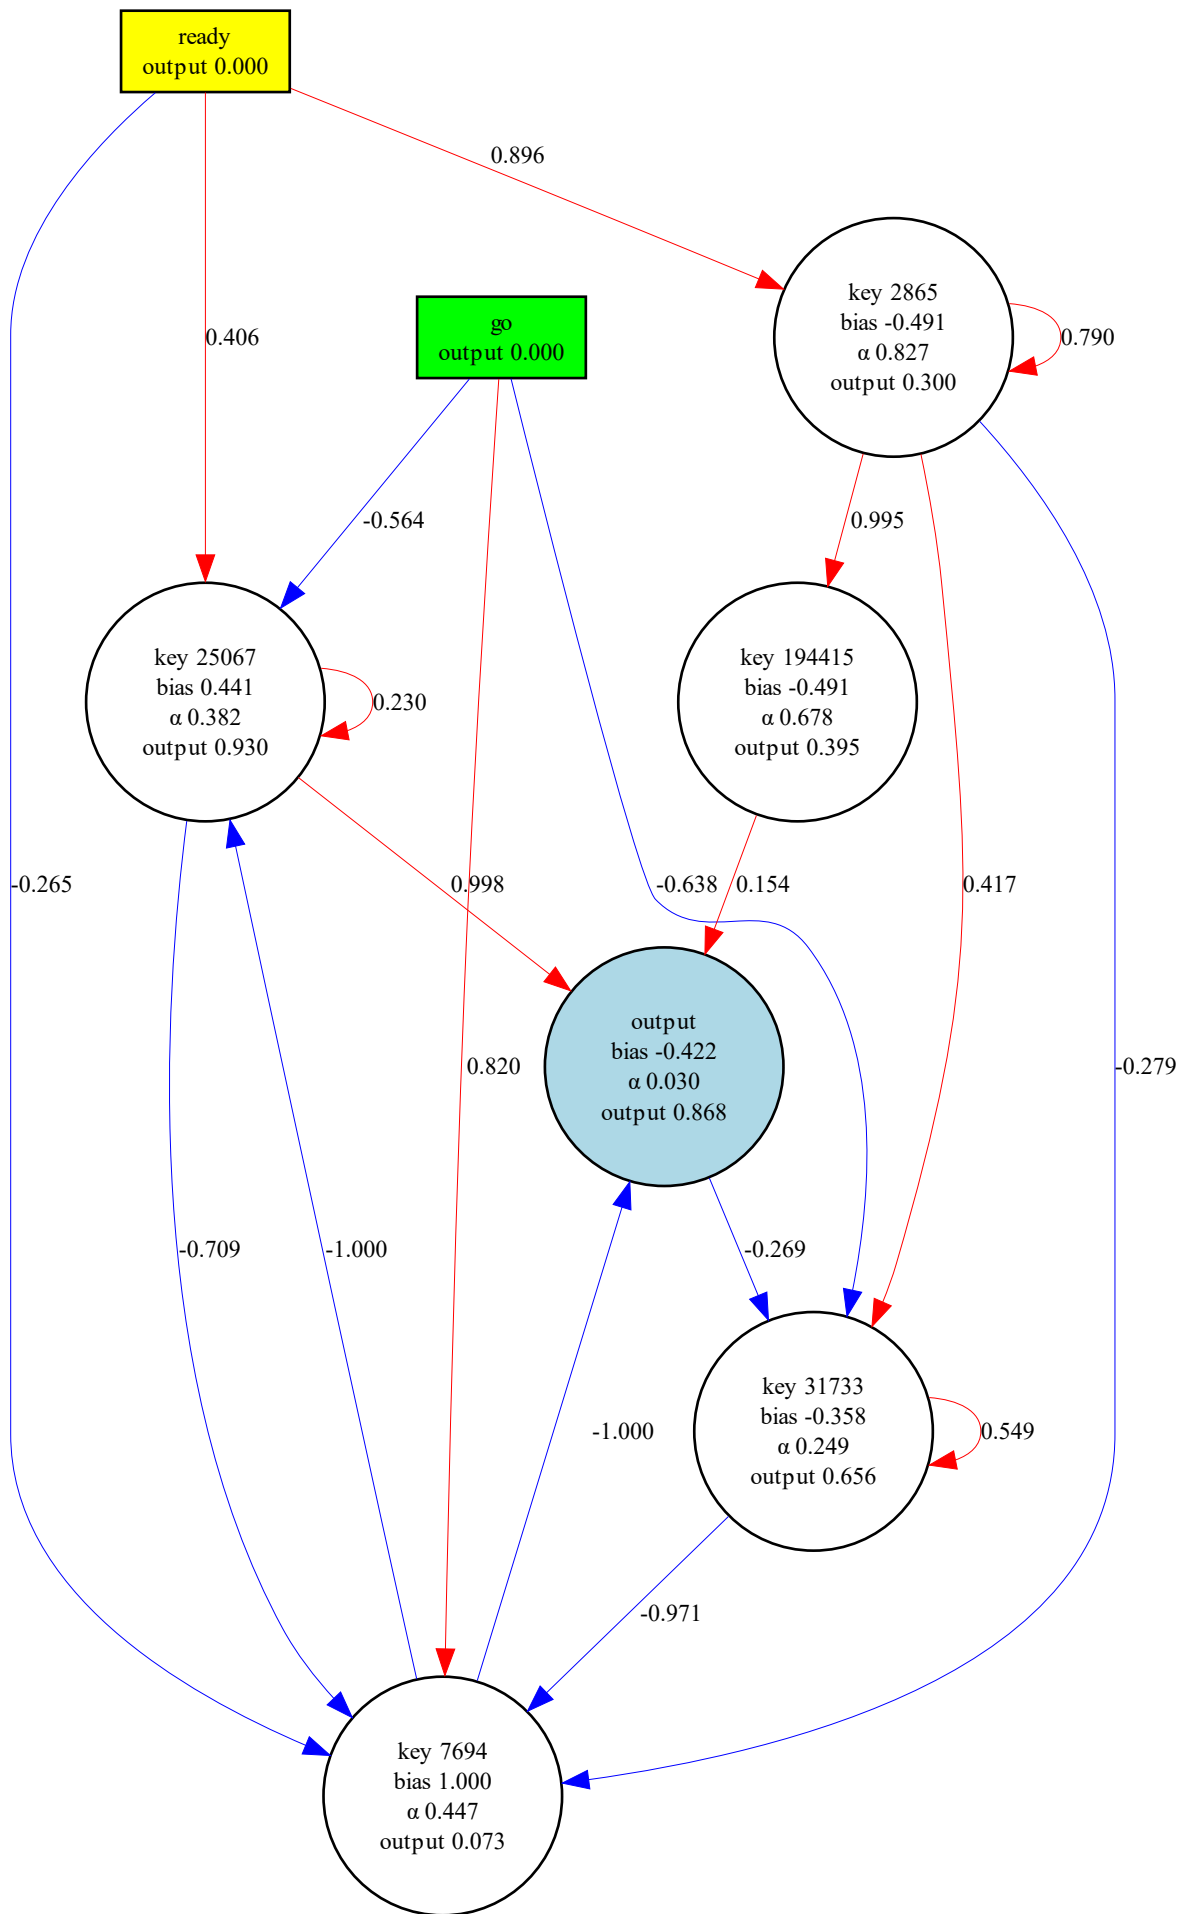 ready
output 0.000
0.896
key 2865
bias -0.491
α 0.827
output 0.300
0.790
go
output 0.000
0.406
-0.564
0.995
key 25067
bias 0.441
α 0.382
output 0.930
0.230
key 194415
bias -0.491
α 0.678
output 0.395
-0.265
0.998
-0.638
0.154
0.417
output
bias -0.422
α 0.030
output 0.868
0.820
-0.279
-0.709
-1.000
-0.269
key 31733
bias -0.358
α 0.249
output 0.656
-1.000
0.549
-0.971
key 7694
bias 1.000
α 0.447
output 0.073